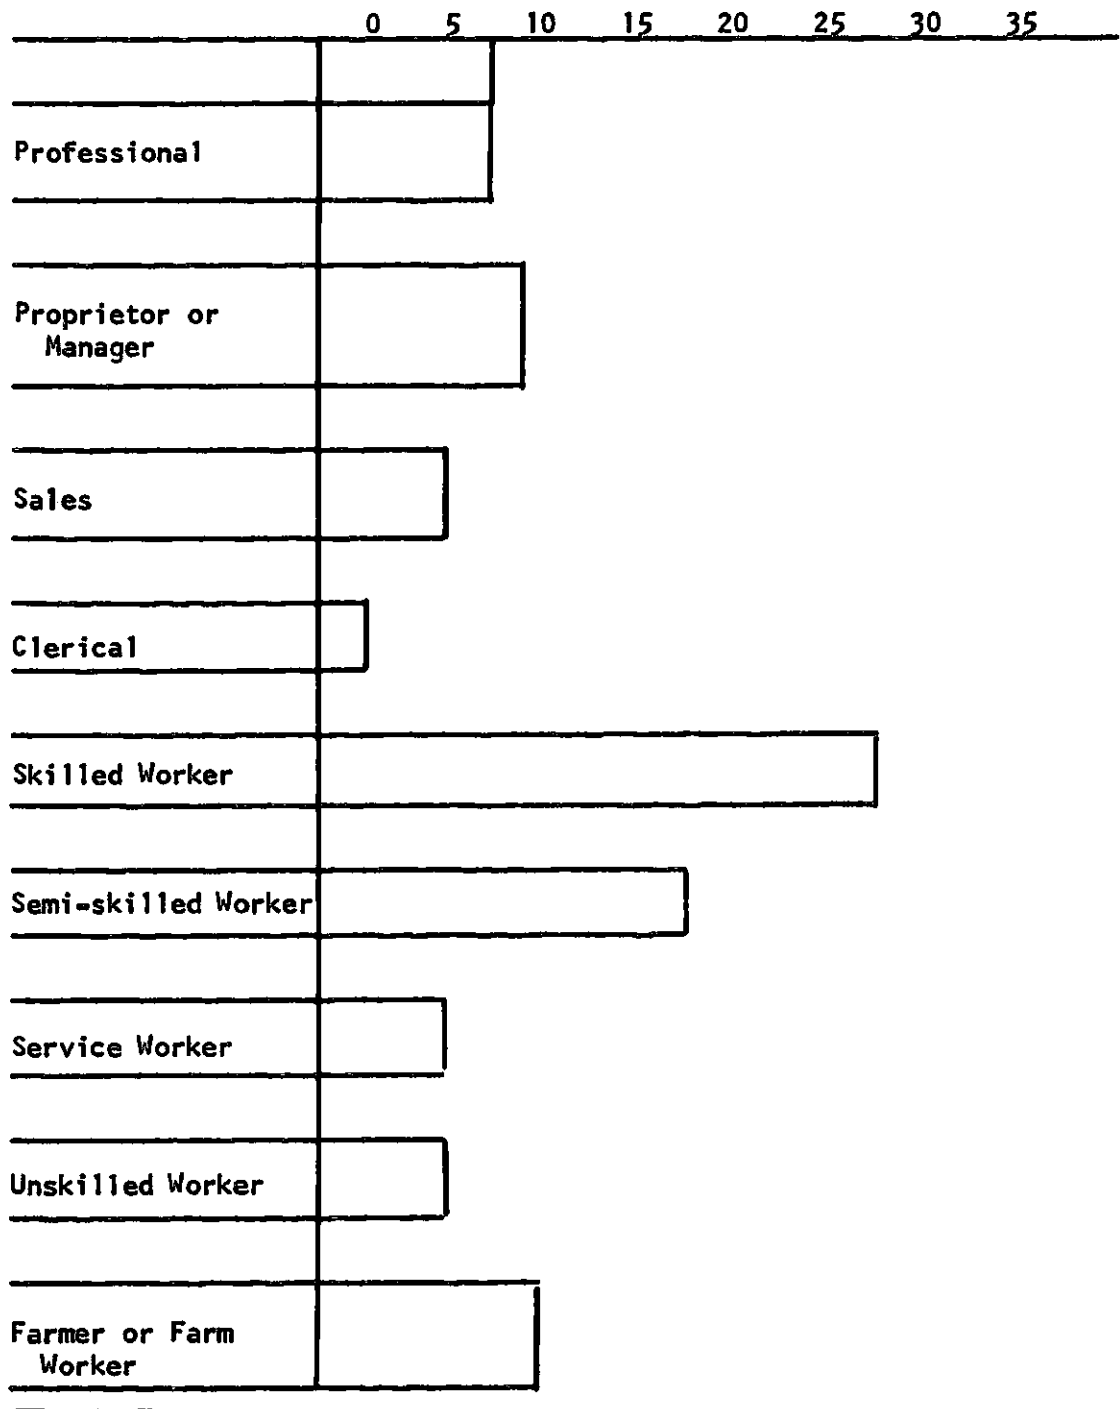 0 5 10 15 20 25 30 35
Professional
Proprietor or
Manager
Sales
Clerical
Skilled Worker
Semi-skilled Worker
Service Worker
Unskilled Worker
Farmer or Farm
Worker